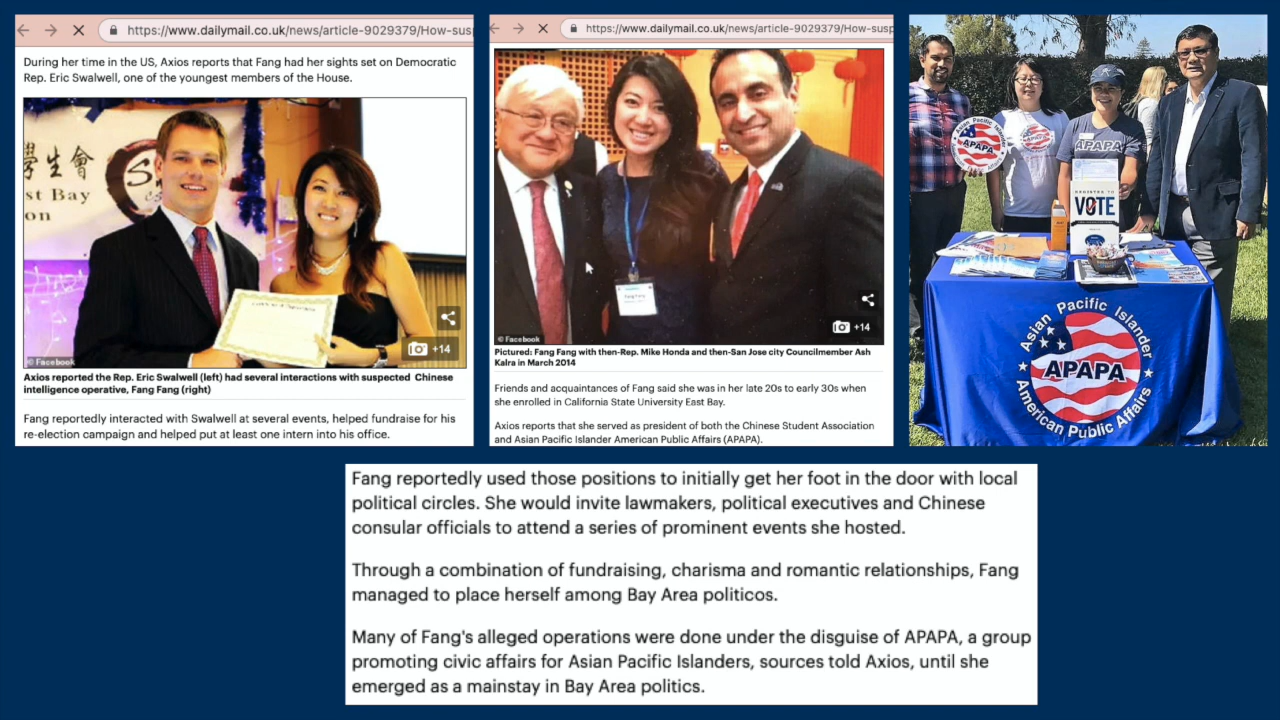 https://www.dailymail.co.uk/news/article-9029379/How-susp
During her time in the US, Axios reports that Fang had her sights set on Democratic
Rep. Eric Swalwell, one of the youngest members of the House.
學生會
st Bay
on
© Facebook
+14
Axios reported the Rep. Eric Swalwell (left) had several interactions with suspected Chinese
intelligence operative, Fang Fang (right)
Fang reportedly interacted with Swalwell at several events, helped fundraise for his
re-election campaign and helped put at least one intern into his office.
https://www.dailymail.co.uk/news/article-9029379/How-susp
Fang Fang
© Facebook
+14
Pictured: Fang Fang with then-Rep. Mike Honda and then-San Jose city Councilmember Ash
Kalra in March 2014
Friends and acquaintances of Fang said she was in her late 20s to early 30s when
she enrolled in California State University East Bay.
Axios reports that she served as president of both the Chinese Student Association
and Asian Pacific Islander American Public Affairs (APAPA).
Asian Pacific Islander
APAPA
APAPA
REGISTER TO
VOTE
Asian Pacific Islander
APAPA
American Public Affairs
Fang reportedly used those positions to initially get her foot in the door with local
political circles. She would invite lawmakers, political executives and Chinese
consular officials to attend a series of prominent events she hosted.
Through a combination of fundraising, charisma and romantic relationships, Fang
managed to place herself among Bay Area politicos.
Many of Fang's alleged operations were done under the disguise of APAPA, a group
promoting civic affairs for Asian Pacific Islanders, sources told Axios, until she
emerged as a mainstay in Bay Area politics.